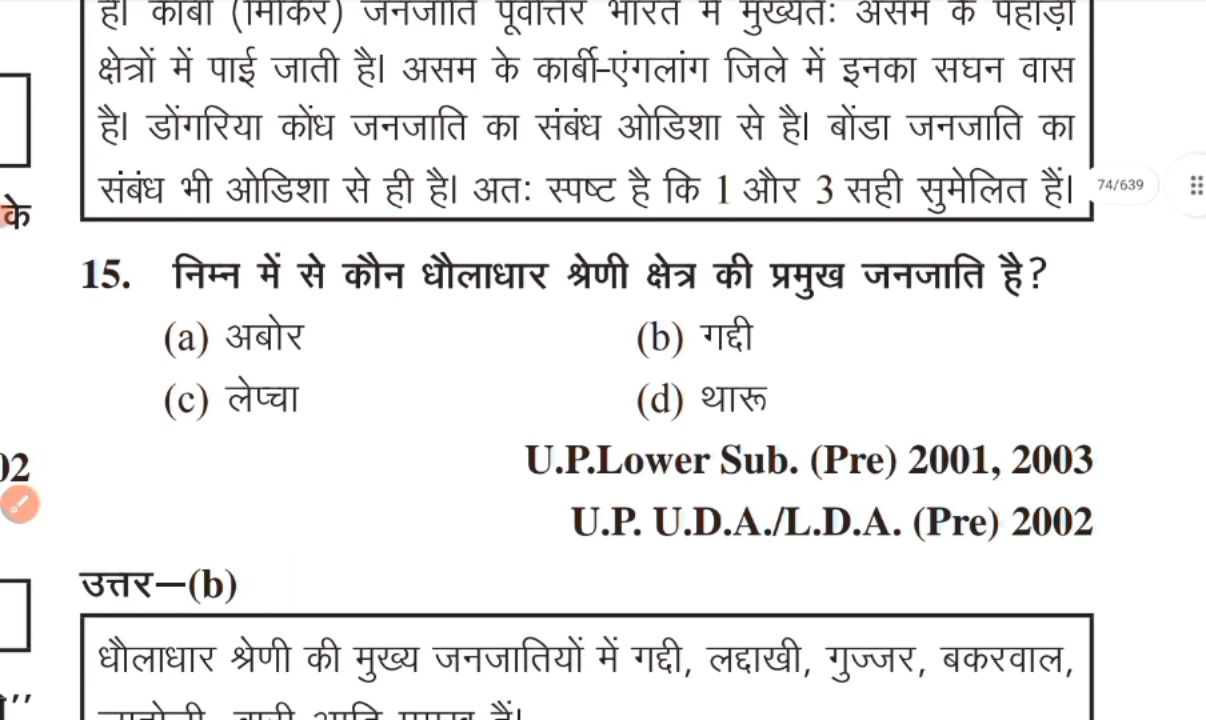 है। कार्बी (मिकिर) जनजाति पूर्वोत्तर भारत में मुख्यतः असम के पहाड़ी
क्षेत्रों में पाई जाती है। असम के कार्बी-एंगलांग जिले में इनका सघन वास
है। डोंगरिया कोंध जनजाति का संबंध ओडिशा से है। बोंडा जनजाति का
संबंध भी ओडिशा से ही है। अतः स्पष्ट है कि 1 और 3 सही सुमेलित हैं।
74/639
के
15. निम्न में से कौन धौलाधार श्रेणी क्षेत्र की प्रमुख जनजाति है?
(a) अबोर (b) गद्दी
(c) लेप्चा (d) थारू
02
U.P.Lower Sub. (Pre) 2001, 2003
U.P. U.D.A./L.D.A. (Pre) 2002
उत्तर—(b)
धौलाधार श्रेणी की मुख्य जनजातियों में गद्दी, लद्दाखी, गुज्जर, बकरवाल,